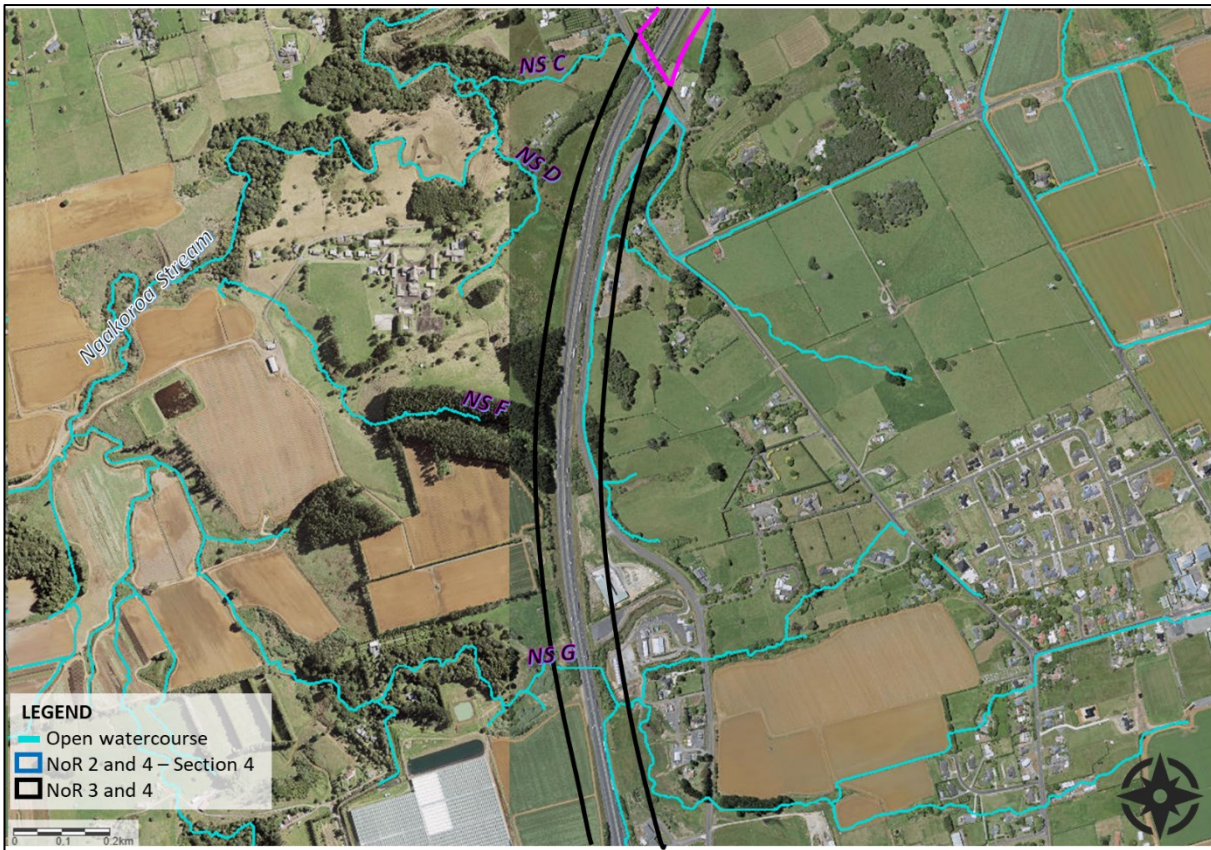 NS C
NS D
Ngakoroa Stream
NS F
NS G
LEGEND
Open watercourse
NoR 2 and 4 – Section 4
NoR 3 and 4
0 0.1 0.2km